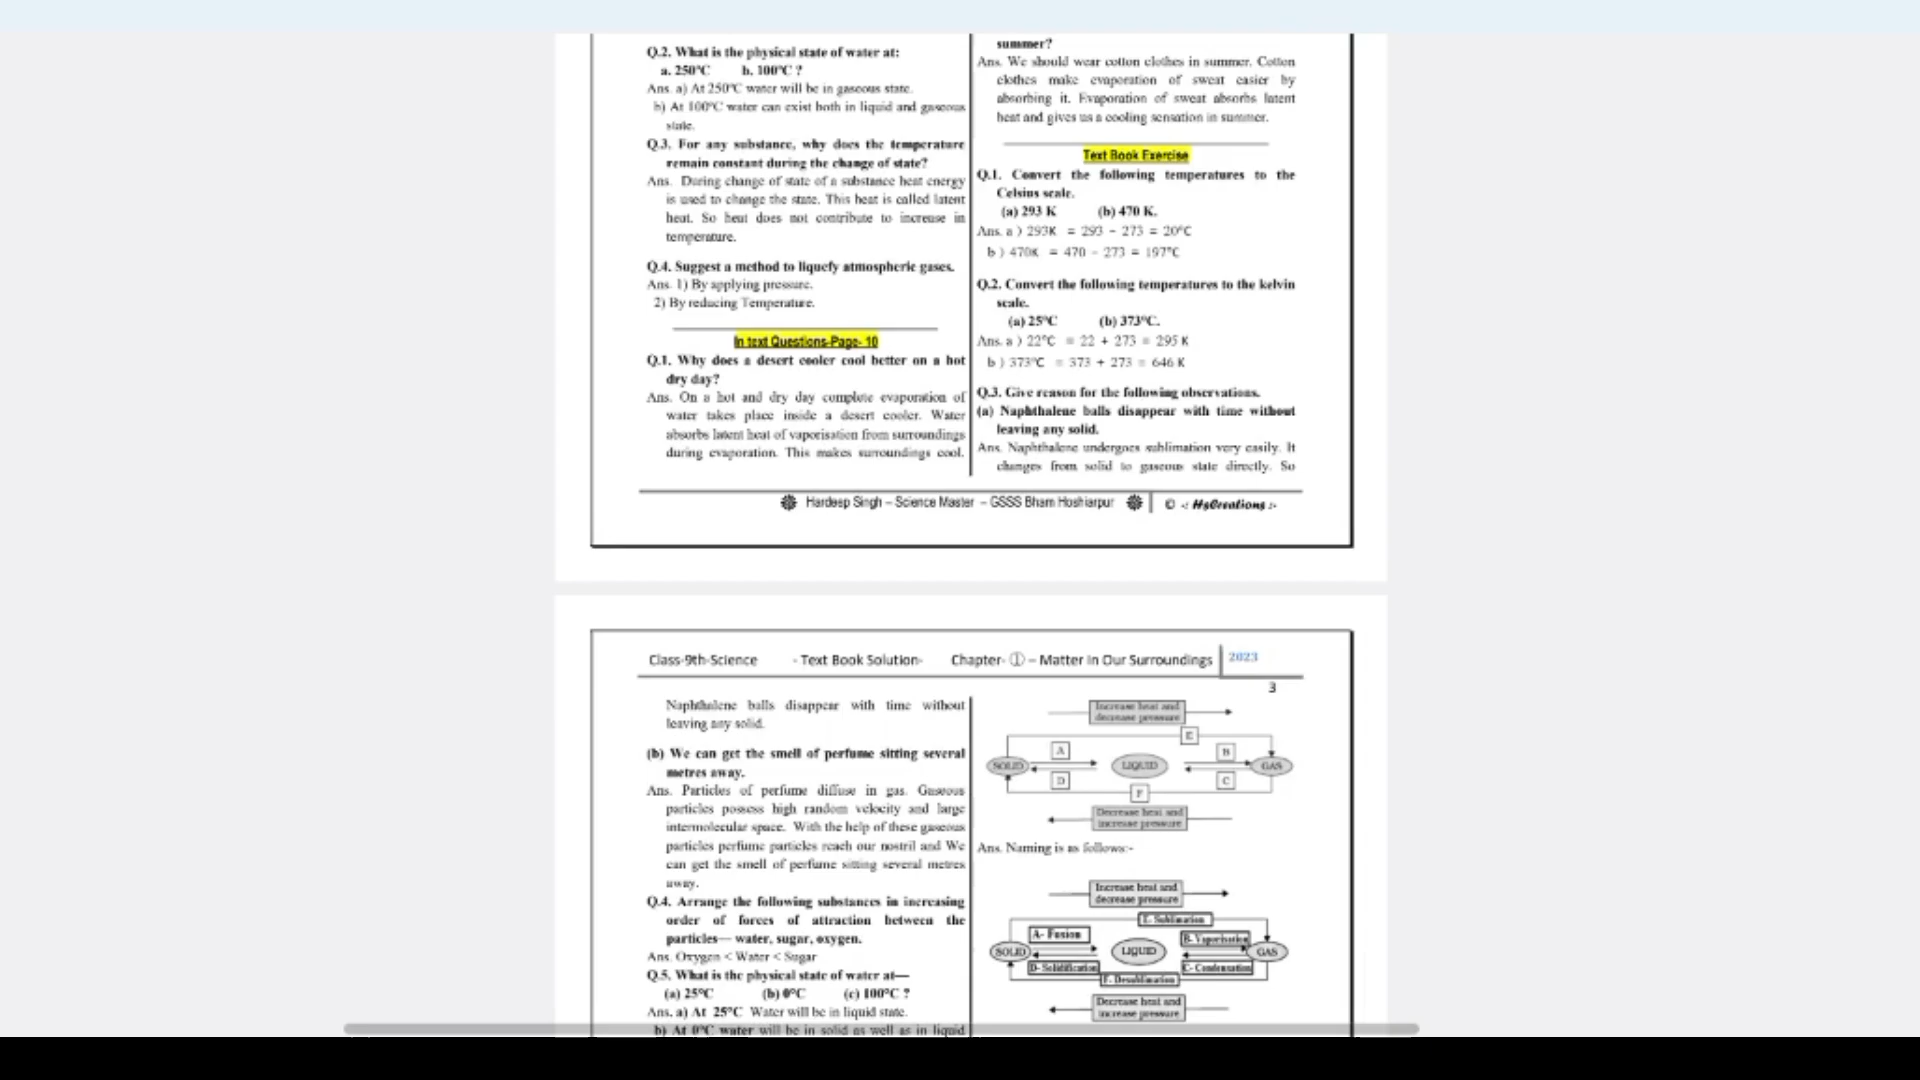 Q.2. What is the physical state of water at:
a. 250°C b. 100°C ?
Ans. a) At 250°C water will be in gaseous state.
b) At 100°C water can exist both in liquid and gaseous
state.
Q.3. For any substance, why does the temperature
remain constant during the change of state?
Ans. During change of state of a substance heat energy
is used to change the state. This heat is called latent
heat. So heat does not contribute to increase in
temperature.
Q.4. Suggest a method to liquefy atmospheric gases.
Ans. 1) By applying pressure.
2) By reducing Temperature.
In text Questions-Page- 10
Q.1. Why does a desert cooler cool better on a hot
dry day?
Ans. On a hot and dry day complete evaporation of
water takes place inside a desert cooler. Water
absorbs latent heat of vaporisation from surroundings
during evaporation. This makes surroundings cool.
summer?
Ans. We should wear cotton clothes in summer. Cotton
clothes make evaporation of sweat easier by
absorbing it. Evaporation of sweat absorbs latent
heat and gives us a cooling sensation in summer.
Text Book Exercise
Q.1. Convert the following temperatures to the
Celsius scale.
(a) 293 K (b) 470 K.
Ans. a ) 293K = 293 – 273 = 20°C
b ) 470K = 470 – 273 = 197°C
Q.2. Convert the following temperatures to the kelvin
scale.
(a) 25°C (b) 373°C.
Ans. a ) 22°C = 22 + 273 = 295 K
b ) 373°C = 373 + 273 = 646 K
Q.3. Give reason for the following observations.
(a) Naphthalene balls disappear with time without
leaving any solid.
Ans. Naphthalene undergoes sublimation very easily. It
changes from solid to gaseous state directly. So
Hardeep Singh – Science Master – GSSS Bham Hoshiarpur © -: HsCreations :-
Class-9th-Science - Text Book Solution- Chapter- ① – Matter In Our Surroundings 2023
3
Naphthalene balls disappear with time without
leaving any solid.
(b) We can get the smell of perfume sitting several
metres away.
Ans. Particles of perfume diffuse in gas. Gaseous
particles possess high random velocity and large
intermolecular space. With the help of these gaseous
particles perfume particles reach our nostril and We
can get the smell of perfume sitting several metres
away.
Q.4. Arrange the following substances in increasing
order of forces of attraction between the
particles— water, sugar, oxygen.
Ans. Oxygen < Water < Sugar
Q.5. What is the physical state of water at—
(a) 25°C (b) 0°C (c) 100°C ?
Ans. a) At 25°C Water will be in liquid state.
b) At 0°C water will be in solid as well as in liquid
Increase heat and
decrease pressure
E
A B
SOLID LIQUID GAS
D C
F
Decrease heat and
increase pressure
Ans. Naming is as follows:-
Increase heat and
decrease pressure
E- Sublimation
A- Fusion B- Vaporisation
SOLID LIQUID GAS
D- Solidification C- Condensation
F- Desublimation
Decrease heat and
increase pressure